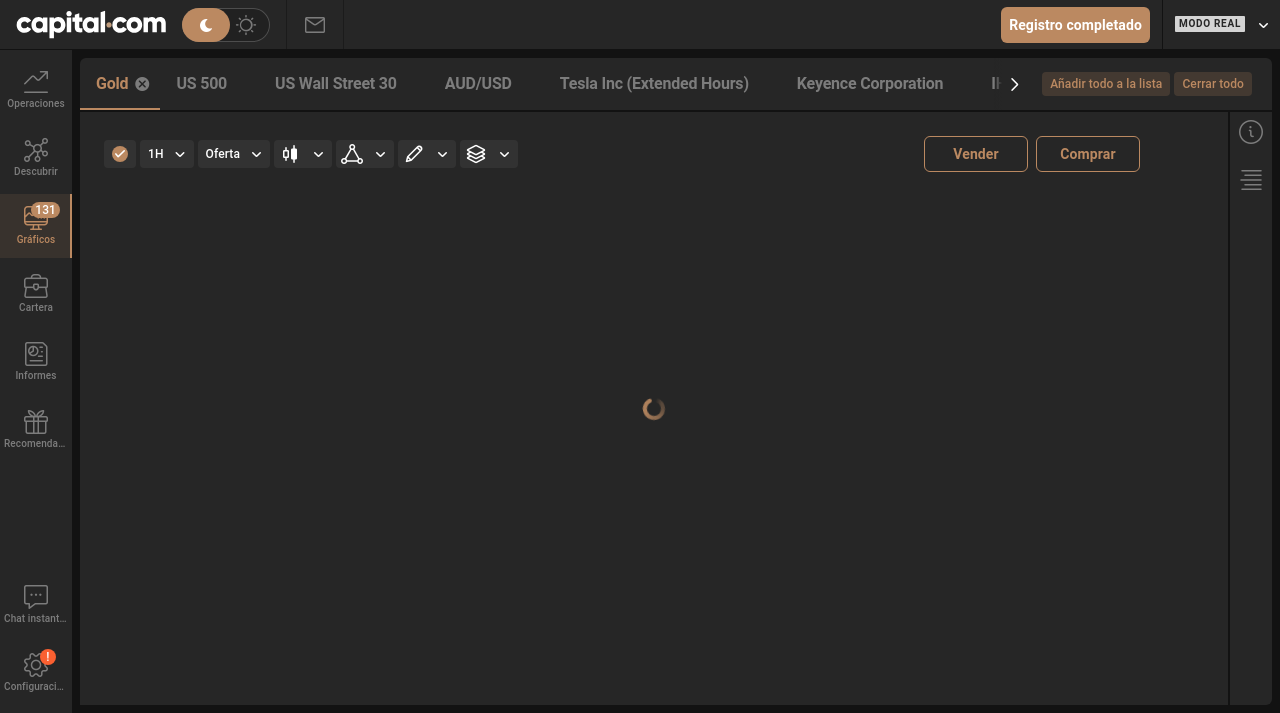 capital.com
Registro completado
MODO REAL
Operaciones
Descubrir
131
Gráficos
Cartera
Informes
Recomenda...
Chat instant...
Configuraci...
Gold
US 500
US Wall Street 30
AUD/USD
Tesla Inc (Extended Hours)
Keyence Corporation
Añadir todo a la lista
Cerrar todo
1H
Oferta
Vender
Comprar